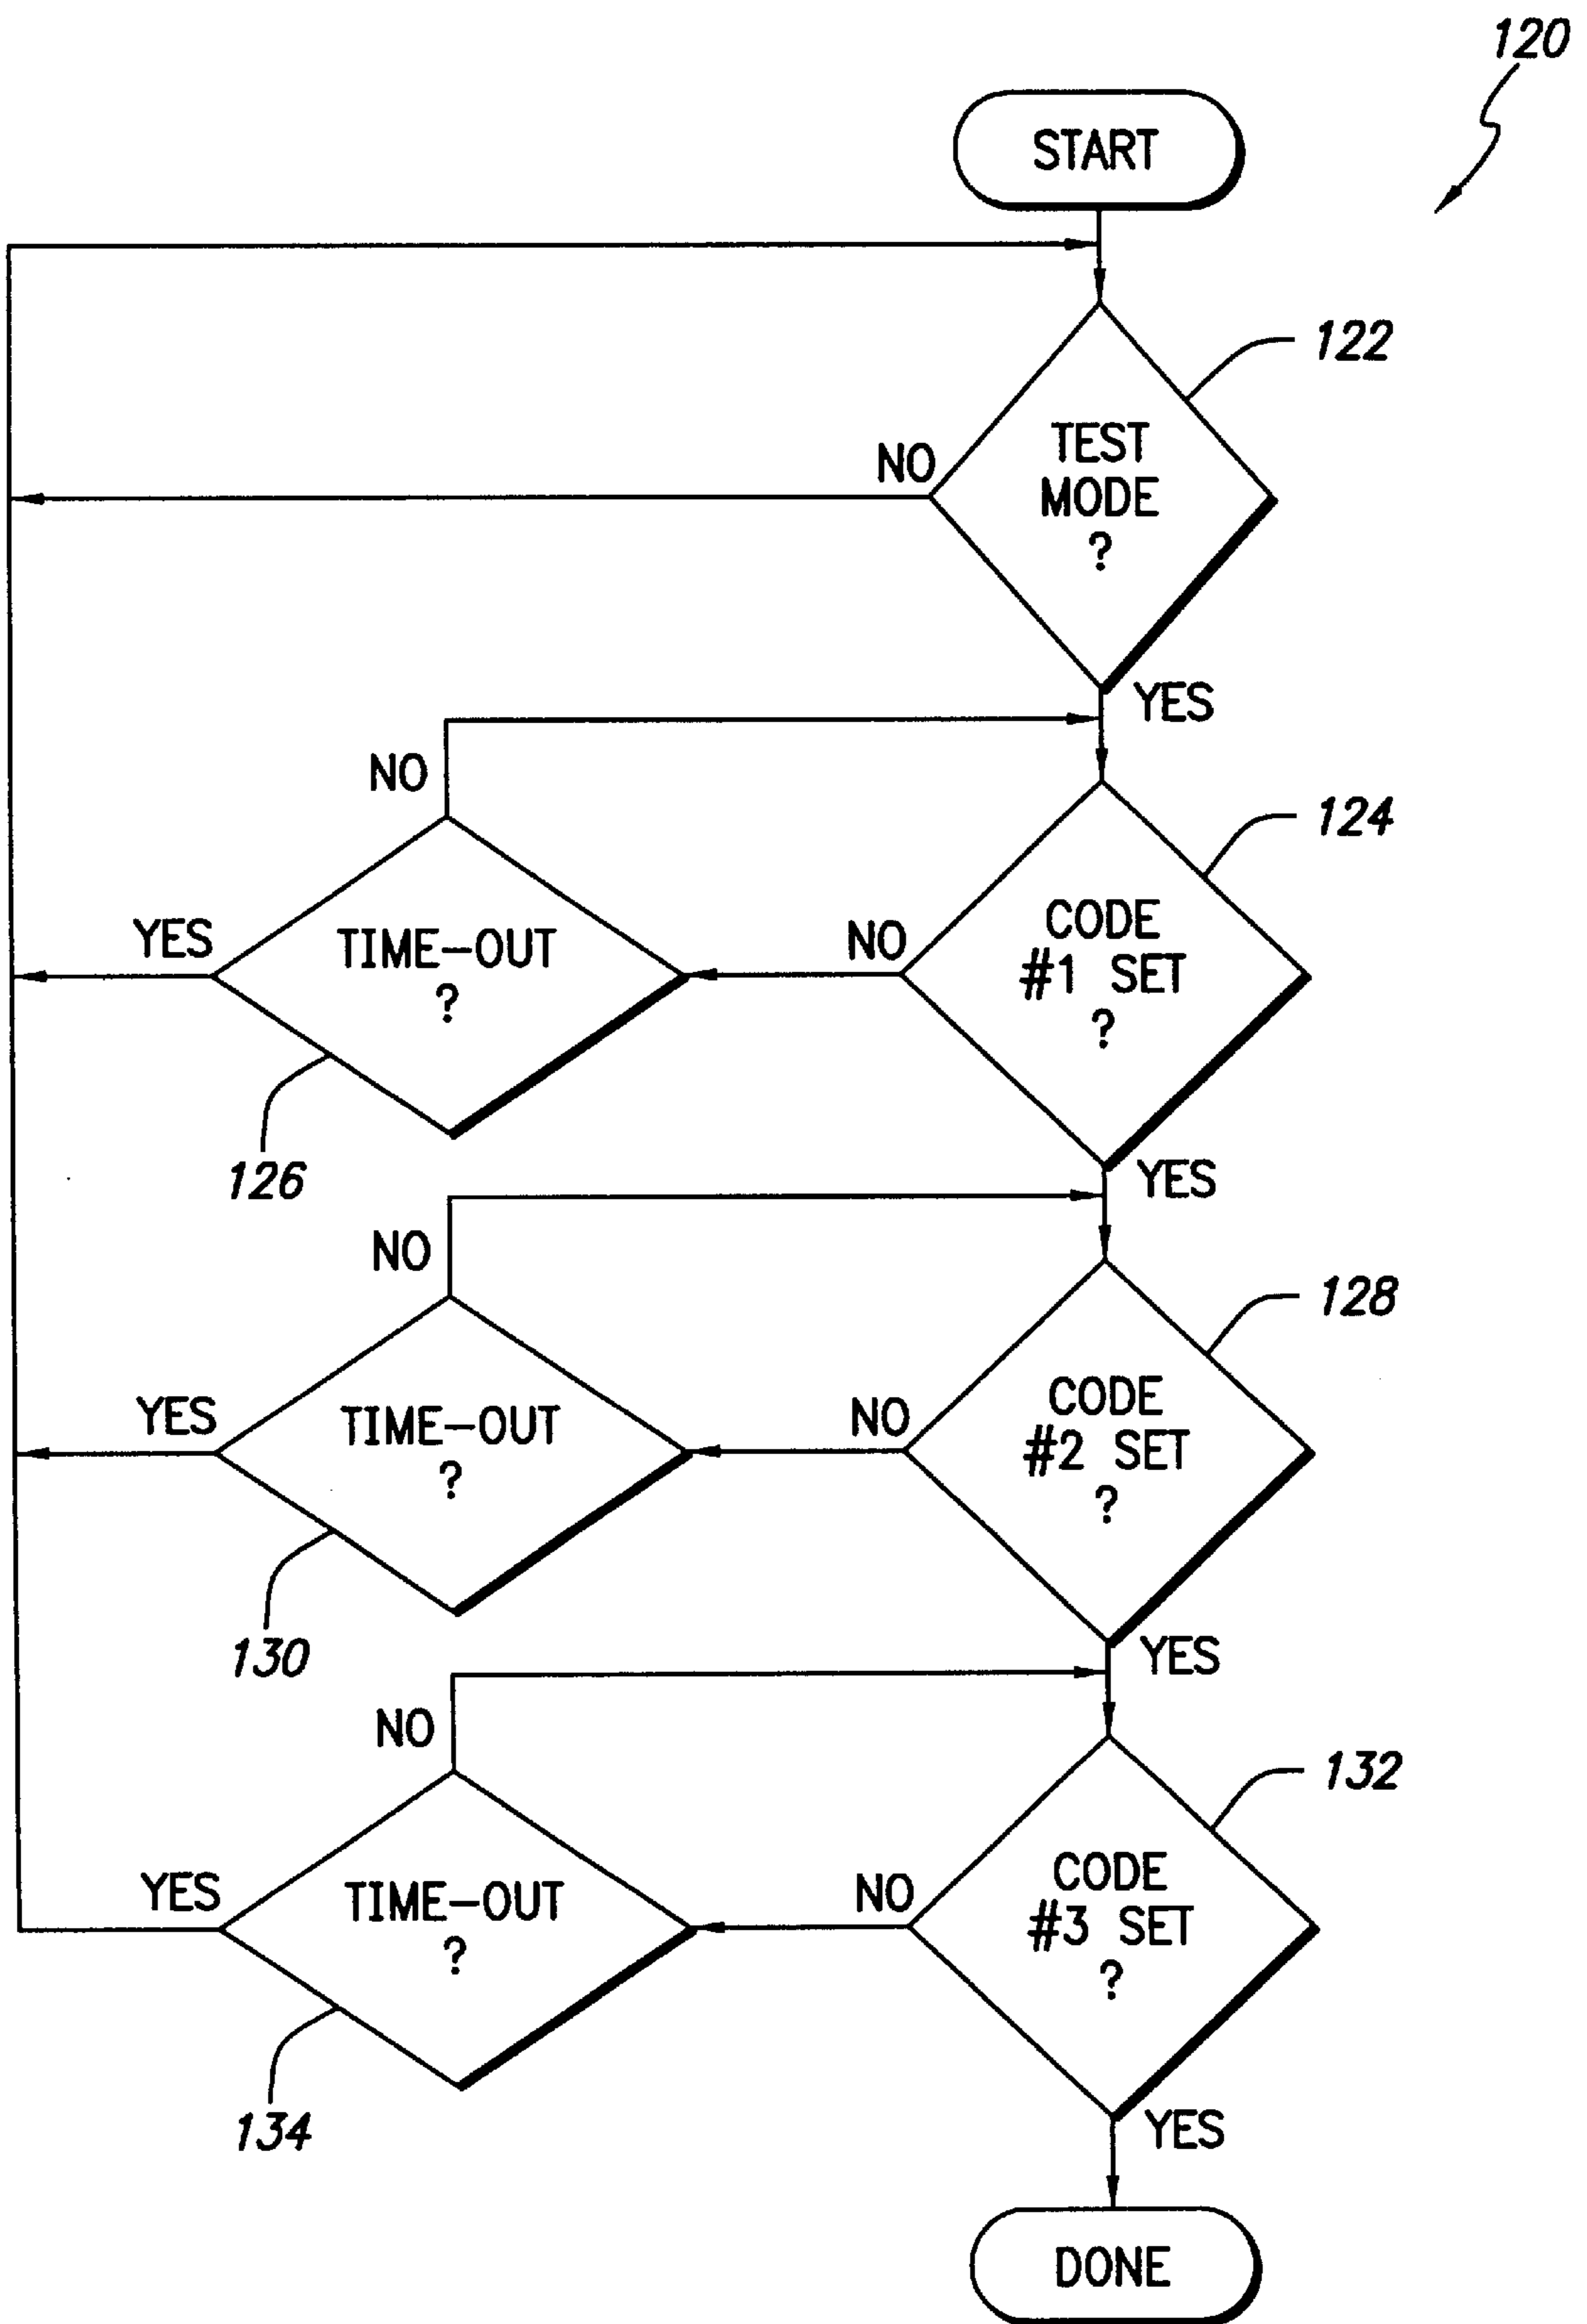 120
START
122
NO
TEST
MODE
?
YES
NO
124
YES
TIME-OUT
?
NO
CODE
#1 SET
?
126
YES
NO
128
YES
TIME-OUT
?
NO
CODE
#2 SET
?
130
YES
NO
132
YES
TIME-OUT
?
NO
CODE
#3 SET
?
134
YES
DONE